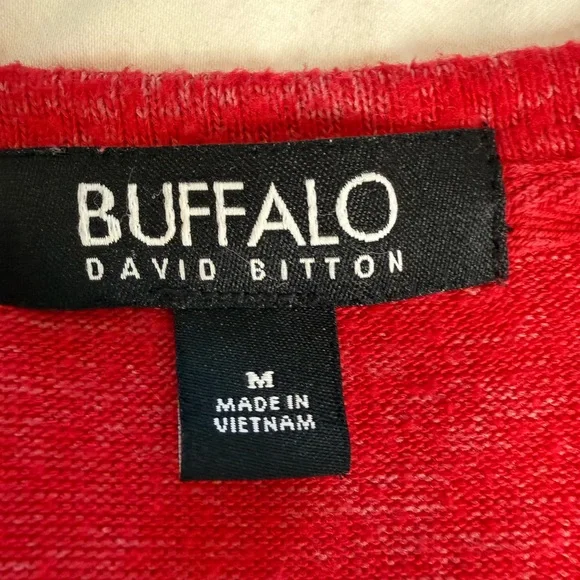 BUFFALO
DAVID BITTON
M
MADE IN
VIETNAM